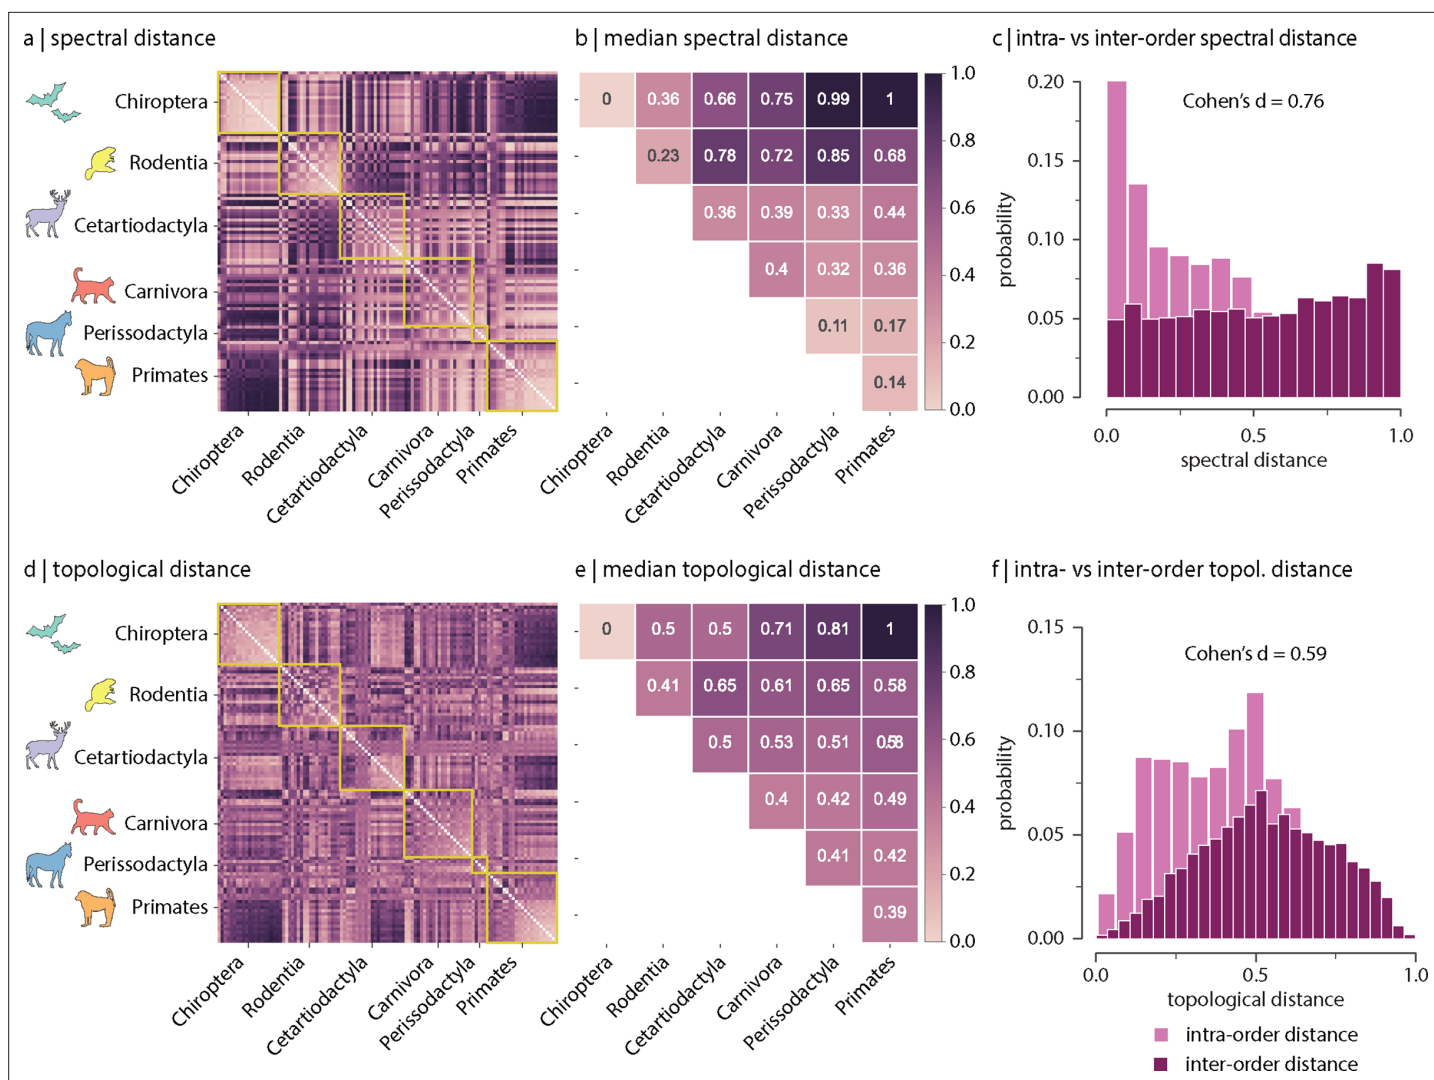 a | spectral distance
Chiroptera
Rodentia
Cetartiodactyla
Carnivora
Perissodactyla
Primates
Chiroptera
Rodentia
Cetartiodactyla
Carnivora
Perissodactyla
Primates
b | median spectral distance
0 0.36 0.66 0.75 0.99 1
0.23 0.78 0.72 0.85 0.68
0.36 0.39 0.33 0.44
0.4 0.32 0.36
0.11 0.17
0.14
1.0
0.8
0.6
0.4
0.2
0.0
Chiroptera
Rodentia
Cetartiodactyla
Carnivora
Perissodactyla
Primates
c | intra- vs inter-order spectral distance
Cohen's d = 0.76
probability
0.20
0.15
0.10
0.05
0.00
0.0 0.5 1.0
spectral distance
d | topological distance
Chiroptera
Rodentia
Cetartiodactyla
Carnivora
Perissodactyla
Primates
Chiroptera
Rodentia
Cetartiodactyla
Carnivora
Perissodactyla
Primates
e | median topological distance
0 0.5 0.5 0.71 0.81 1
0.41 0.65 0.61 0.65 0.58
0.5 0.53 0.51
0.4 0.42 0.49
0.41 0.42
0.39
1.0
0.8
0.6
0.4
0.2
0.0
Chiroptera
Rodentia
Cetartiodactyla
Carnivora
Perissodactyla
Primates
f | intra- vs inter-order topol. distance
Cohen's d = 0.59
probability
0.15
0.10
0.05
0.00
0.0 0.5 1.0
topological distance
intra-order distance
inter-order distance